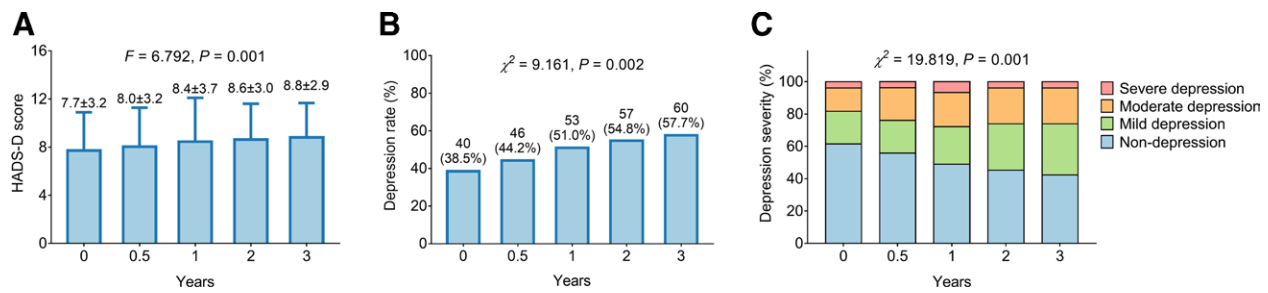 A
F = 6.792, P = 0.001
HADS-D score
16
12
8
4
0
7.7±3.2
8.0±3.2
8.4±3.7
8.6±3.0
8.8±2.9
0 0.5 1 2 3
Years
B
χ² = 9.161, P = 0.002
Depression rate (%)
100
80
60
40
20
0
40
(38.5%)
46
(44.2%)
53
(51.0%)
57
(54.8%)
60
(57.7%)
0 0.5 1 2 3
Years
C
χ² = 19.819, P = 0.001
Depression severity (%)
100
80
60
40
20
0
0 0.5 1 2 3
Years
Severe depression
Moderate depression
Mild depression
Non-depression